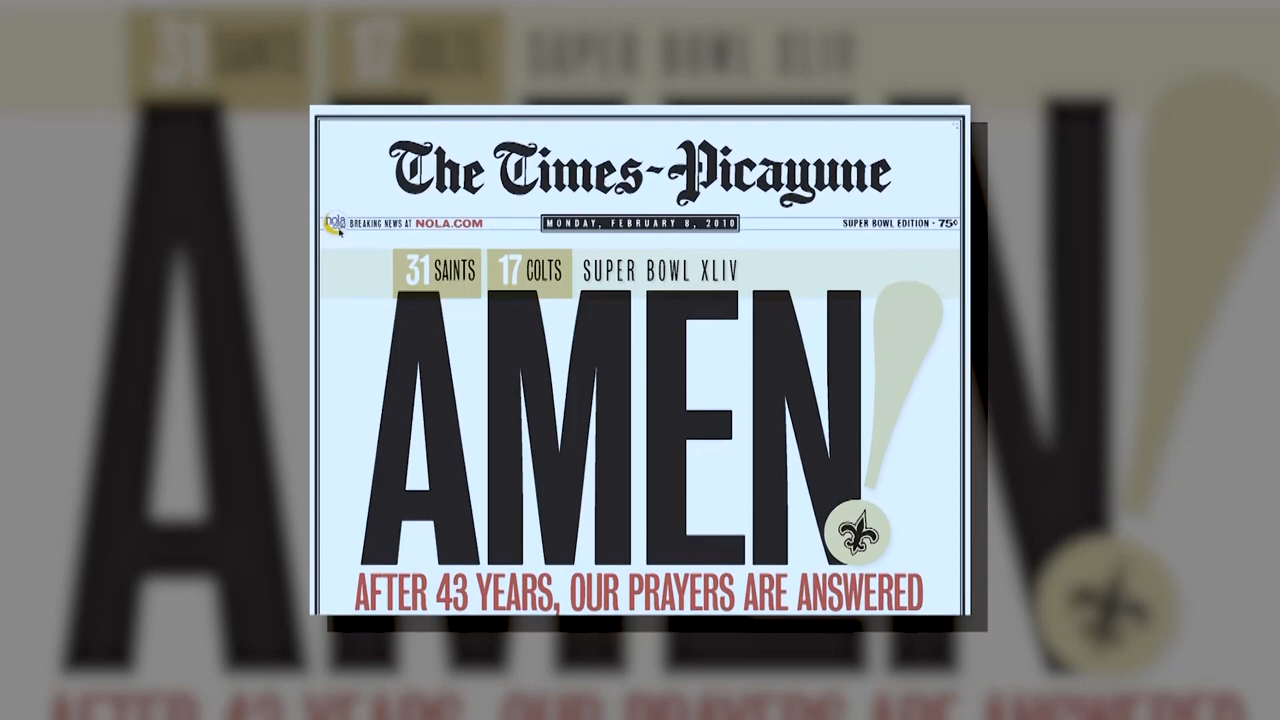 The Times-Picayune
nola
BREAKING NEWS AT NOLA.COM
MONDAY, FEBRUARY 8, 2010
SUPER BOWL EDITION • 75¢
31 SAINTS 17 COLTS SUPER BOWL XLIV
AMEN!
AFTER 43 YEARS, OUR PRAYERS ARE ANSWERED